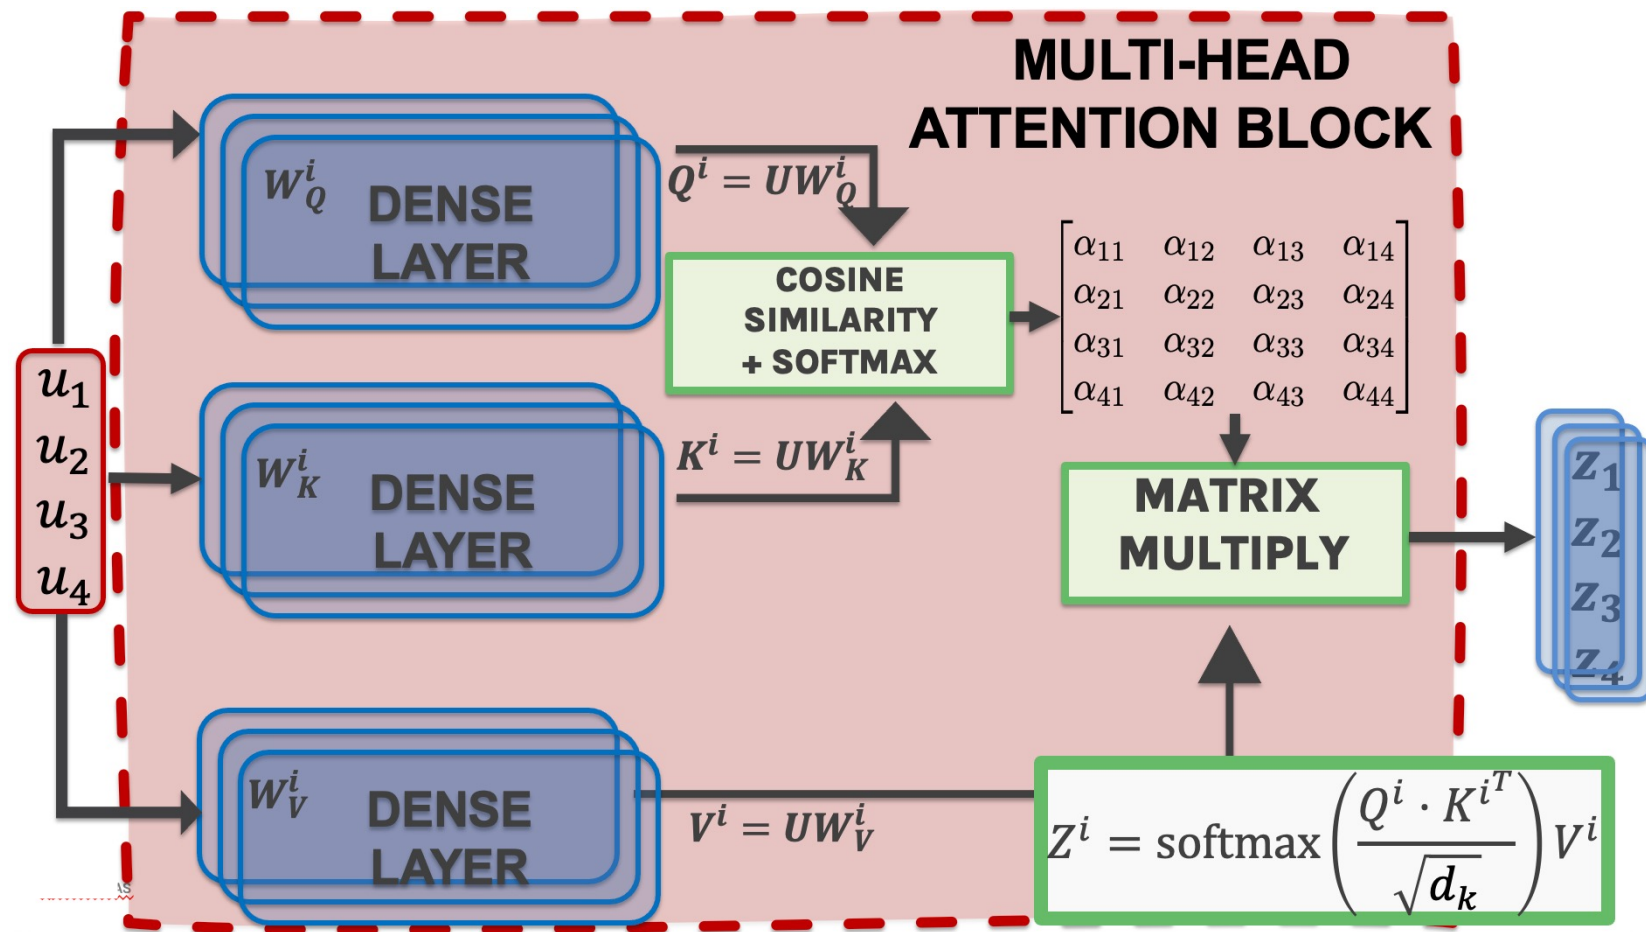 MULTI-HEAD
ATTENTION BLOCK
W_Q^i DENSE
LAYER
Q^i = UW_Q^i
COSINE
SIMILARITY
+ SOFTMAX
α11 α12 α13 α14
α21 α22 α23 α24
α31 α32 α33 α34
α41 α42 α43 α44
u1
u2
u3
u4
W_K^i DENSE
LAYER
K^i = UW_K^i
MATRIX
MULTIPLY
z1
z2
z3
z4
W_V^i DENSE
LAYER
V^i = UW_V^i
Z^i = softmax(Q^i · K^i^T / √d_k) V^i